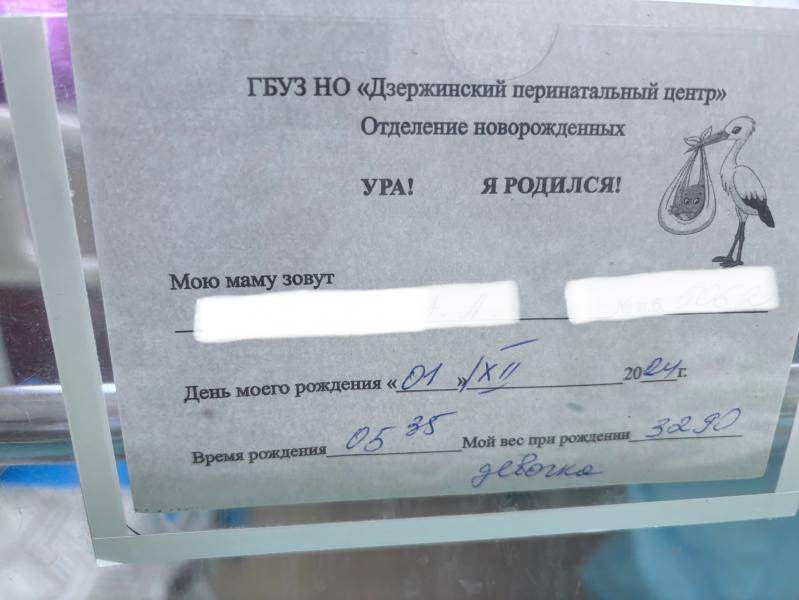 ГБУЗ НО «Дзержинский перинатальный центр»
Отделение новорожденных
УРА! Я РОДИЛСЯ!
Мою маму зовут
День моего рождения «01» /XII 2024г.
Время рождения 05 35 Мой вес при рождении 3290
девочка